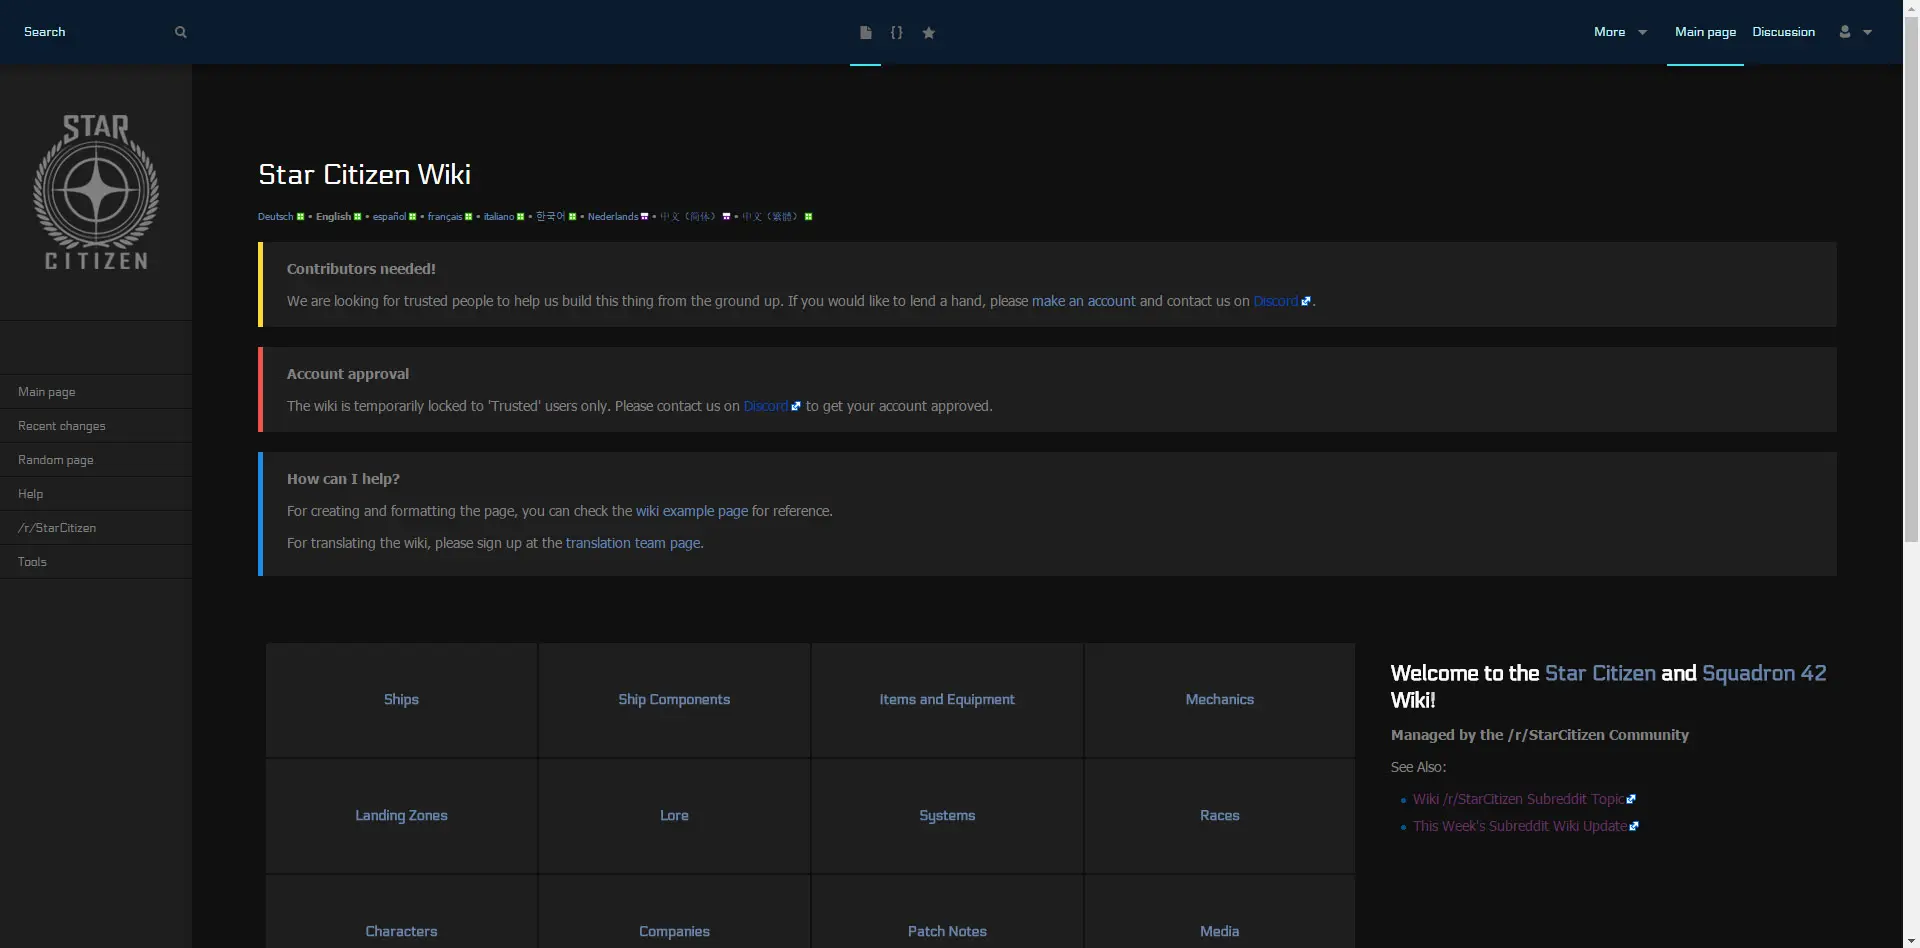 Search
More
Main page
Discussion
STAR
CITIZEN
Main page
Recent changes
Random page
Help
/r/StarCitizen
Tools
Star Citizen Wiki
Deutsch • English • español • français • italiano • 한국어 • Nederlands • 中文（简体） • 中文（繁體）
Contributors needed!
We are looking for trusted people to help us build this thing from the ground up. If you would like to lend a hand, please make an account and contact us on Discord.
Account approval
The wiki is temporarily locked to 'Trusted' users only. Please contact us on Discord to get your account approved.
How can I help?
For creating and formatting the page, you can check the wiki example page for reference.
For translating the wiki, please sign up at the translation team page.
Ships
Ship Components
Items and Equipment
Mechanics
Landing Zones
Lore
Systems
Races
Characters
Companies
Patch Notes
Media
Welcome to the Star Citizen and Squadron 42
Wiki!
Managed by the /r/StarCitizen Community
See Also:
Wiki /r/StarCitizen Subreddit Topic
This Week's Subreddit Wiki Update